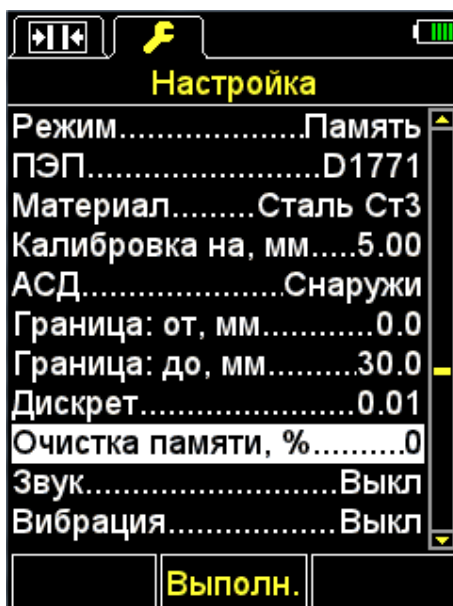 Настройка
Режим....................Память
ПЭП.........................D1771
Материал.........Сталь Ст3
Калибровка на, мм.....5.00
АСД......................Снаружи
Граница: от, мм............0.0
Граница: до, мм..........30.0
Дискрет..........................0.01
Очистка памяти, %..........0
Звук...........................Выкл
Вибрация..................Выкл
Выполн.